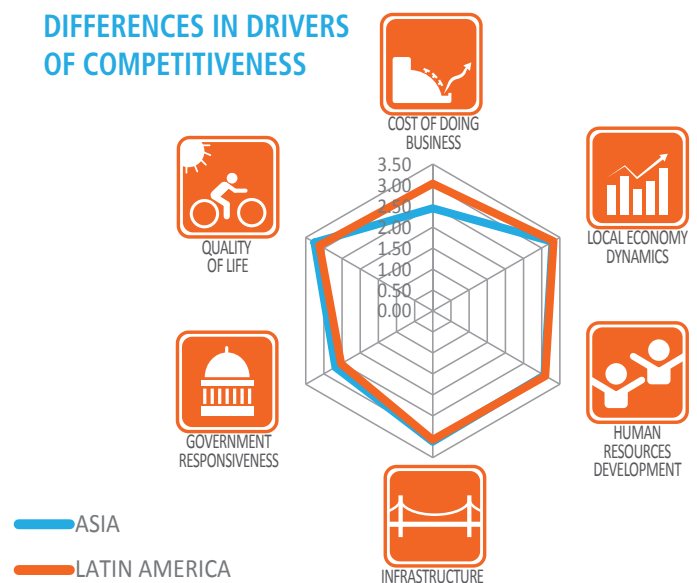 DIFFERENCES IN DRIVERS
OF COMPETITIVENESS
COST OF DOING
BUSINESS
QUALITY
OF LIFE
LOCAL ECONOMY
DYNAMICS
3.50
3.00
2.50
2.00
1.50
1.00
0.50
0.00
GOVERNMENT
RESPONSIVENESS
HUMAN
RESOURCES
DEVELOPMENT
INFRASTRUCTURE
ASIA
LATIN AMERICA